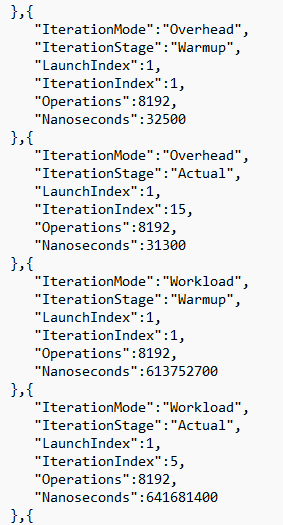 },{
"IterationMode":"Overhead",
"IterationStage":"Warmup",
"LaunchIndex":1,
"IterationIndex":1,
"Operations":8192,
"Nanoseconds":32500
},{
"IterationMode":"Overhead",
"IterationStage":"Actual",
"LaunchIndex":1,
"IterationIndex":15,
"Operations":8192,
"Nanoseconds":31300
},{
"IterationMode":"Workload",
"IterationStage":"Warmup",
"LaunchIndex":1,
"IterationIndex":1,
"Operations":8192,
"Nanoseconds":613752700
},{
"IterationMode":"Workload",
"IterationStage":"Actual",
"LaunchIndex":1,
"IterationIndex":5,
"Operations":8192,
"Nanoseconds":641681400
},{